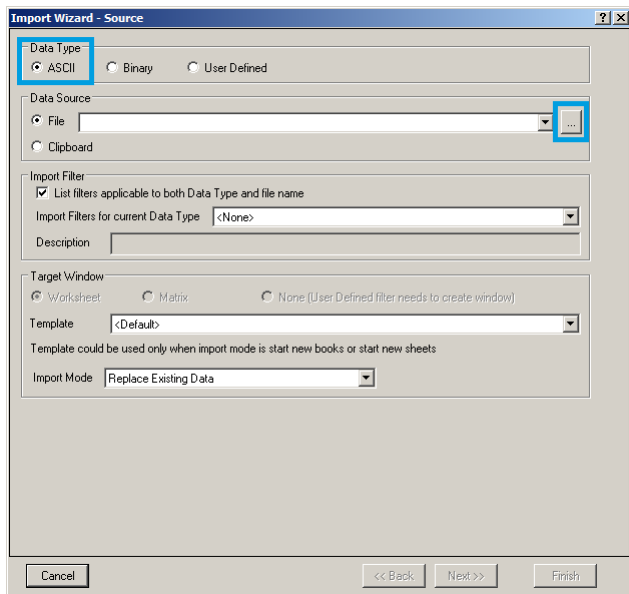 Import Wizard - Source
Data Type
ASCII Binary User Defined
Data Source
File ...
Clipboard
Import Filter
List filters applicable to both Data Type and file name
Import Filters for current Data Type <None>
Description
Target Window
Worksheet Matrix None (User Defined filter needs to create window)
Template <Default>
Template could be used only when import mode is start new books or start new sheets
Import Mode Replace Existing Data
Cancel << Back Next >> Finish